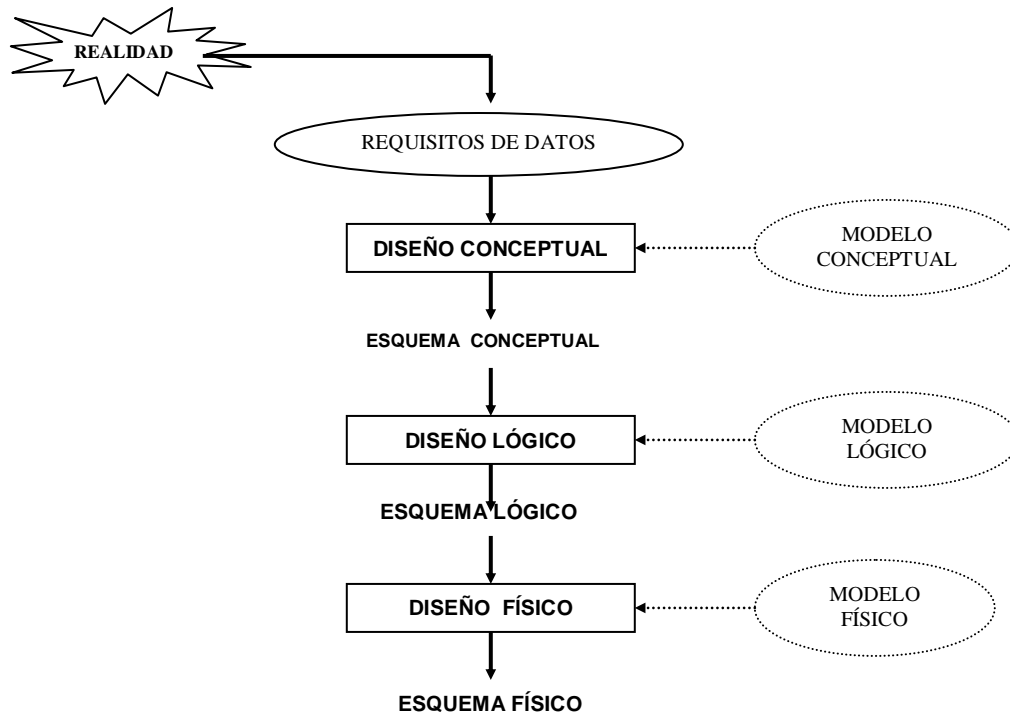 REALIDAD
REQUISITOS DE DATOS
DISEÑO CONCEPTUAL
MODELO
CONCEPTUAL
ESQUEMA CONCEPTUAL
DISEÑO LÓGICO
MODELO
LÓGICO
ESQUEMA LÓGICO
DISEÑO FÍSICO
MODELO
FÍSICO
ESQUEMA FÍSICO